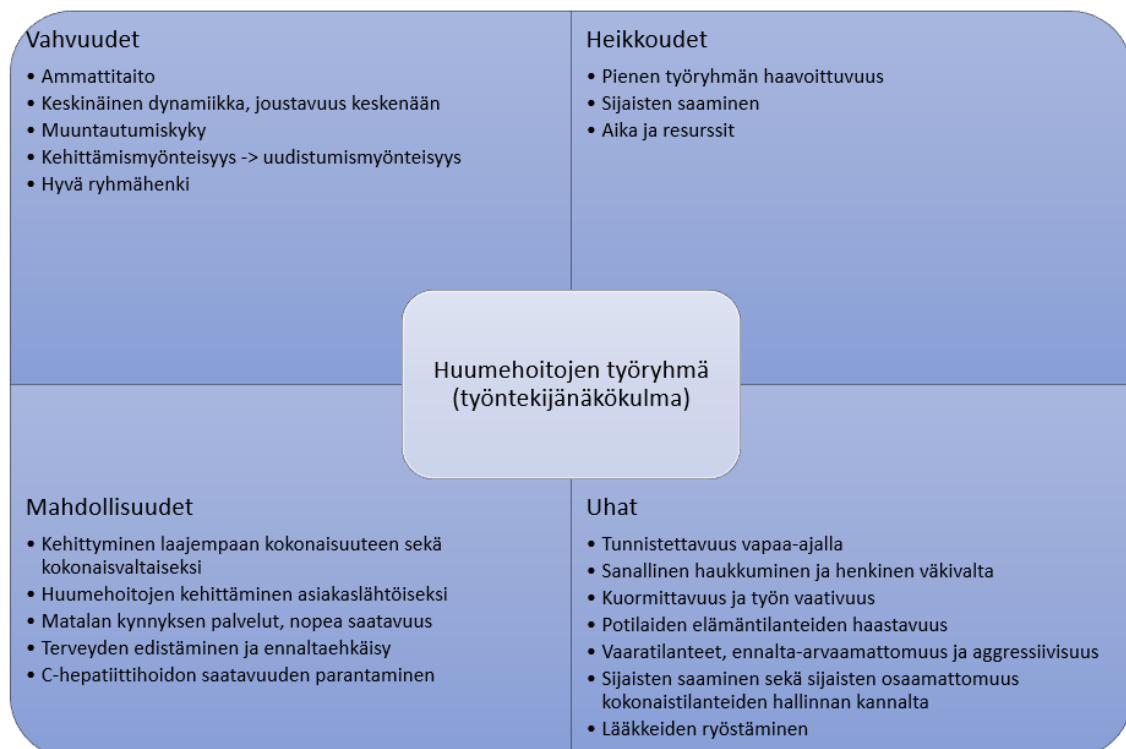 Vahvuudet
• Ammattitaito
• Keskinäinen dynamiikka, joustavuus keskenään
• Muuntautumiskyky
• Kehittämismyönteisyys -> uudistumismyönteisyys
• Hyvä ryhmähenki
Heikkoudet
• Pienen työryhmän haavoittuvuus
• Sijaisten saaminen
• Aika ja resurssit
Huumehoitojen työryhmä
(työntekijänäkökulma)
Mahdollisuudet
• Kehittyminen laajempaan kokonaisuuteen sekä
kokonaisvaltaiseksi
• Huumehoitojen kehittäminen asiakaslähtöiseksi
• Matalan kynnyksen palvelut, nopea saatavuus
• Terveyden edistäminen ja ennaltaehkäisy
• C-hepatiittihoidon saatavuuden parantaminen
Uhat
• Tunnistettavuus vapaa-ajalla
• Sanallinen haukkuminen ja henkinen väkivalta
• Kuormittavuus ja työn vaativuus
• Potilaiden elämäntilanteiden haastavuus
• Vaaratilanteet, ennalta-arvaamattomuus ja aggressiivisuus
• Sijaisten saaminen sekä sijaisten osaamattomuus
kokonaistilanteiden hallinnan kannalta
• Lääkkeiden ryöstäminen